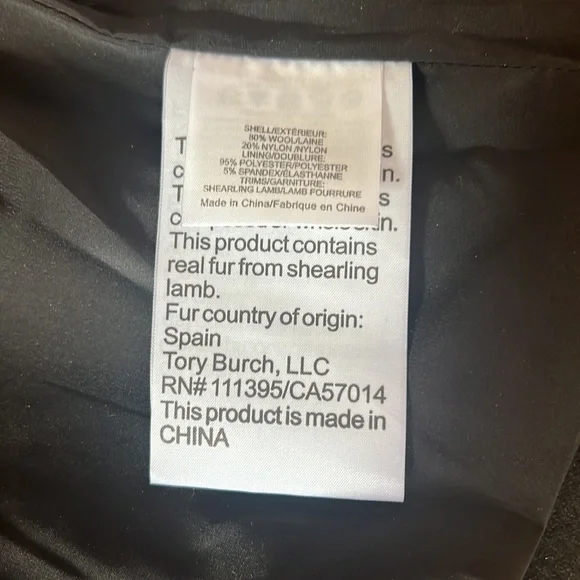 SHELL/EXTÉRIEUR:
80% WOOL/LAINE
20% NYLON /NYLON
LINING/DOUBLURE:
95% POLYESTER/POLYESTER
5% SPANDEX/ÉLASTHANNE
TRIMS/GARNITURE:
SHEARLING LAMB/LAMB FOURRURE
Made in China/Fabrique en Chine
This product contains
real fur from shearling
lamb.
Fur country of origin:
Spain
Tory Burch, LLC
RN# 111395/CA57014
This product is made in
CHINA